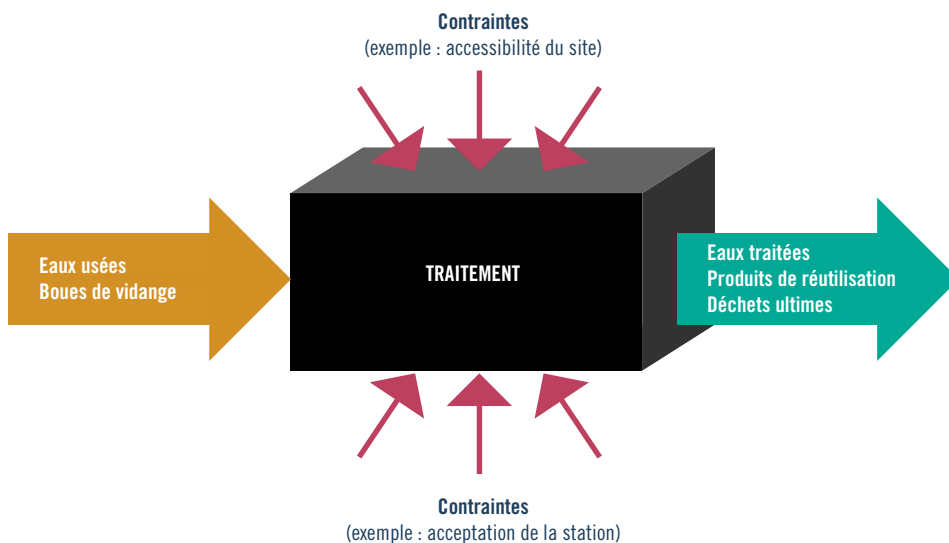 Contraintes
(exemple : accessibilité du site)
Eaux usées
Boues de vidange
TRAITEMENT
Eaux traitées
Produits de réutilisation
Déchets ultimes
Contraintes
(exemple : acceptation de la station)